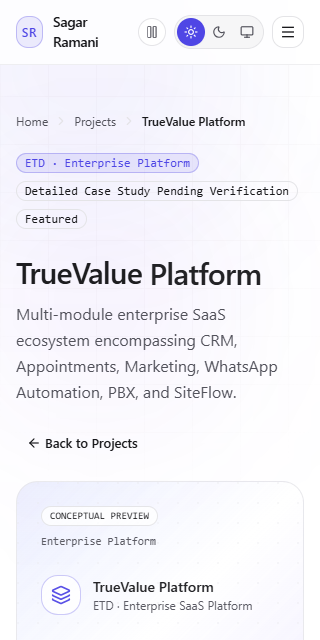 SR
Sagar
Ramani
Home
Projects
TrueValue Platform
ETD · Enterprise Platform
Detailed Case Study Pending Verification
Featured
TrueValue Platform
Multi-module enterprise SaaS
ecosystem encompassing CRM,
Appointments, Marketing, WhatsApp
Automation, PBX, and SiteFlow.
← Back to Projects
CONCEPTUAL PREVIEW
Enterprise Platform
TrueValue Platform
ETD · Enterprise SaaS Platform